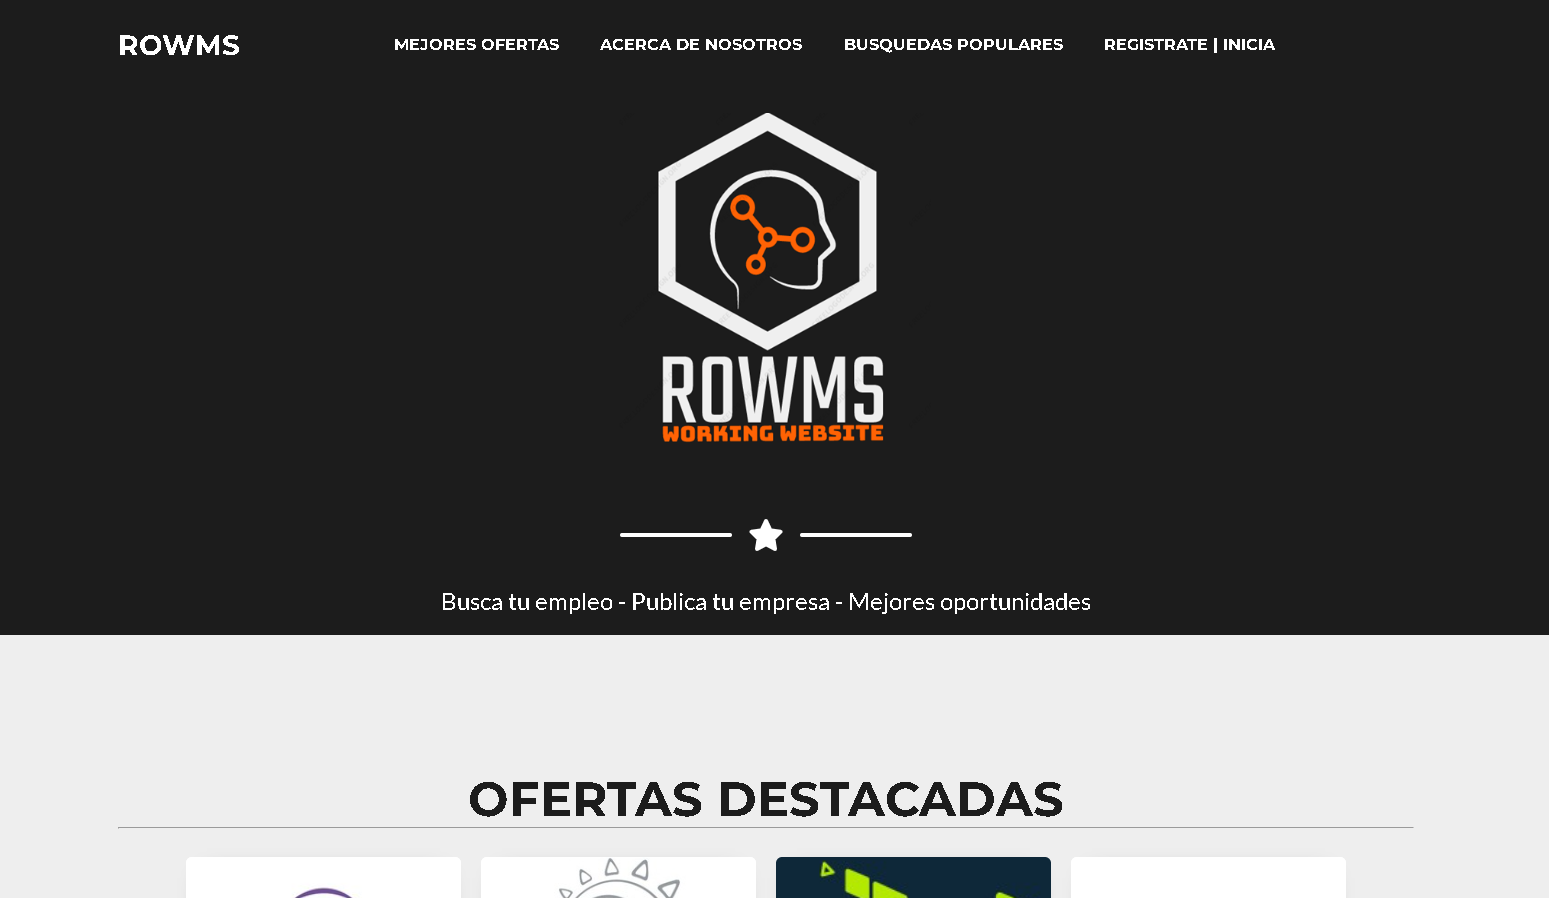 ROWMS
MEJORES OFERTAS
ACERCA DE NOSOTROS
BUSQUEDAS POPULARES
REGISTRATE | INICIA
ROWMS
WORKING WEBSITE
Busca tu empleo - Publica tu empresa - Mejores oportunidades
OFERTAS DESTACADAS